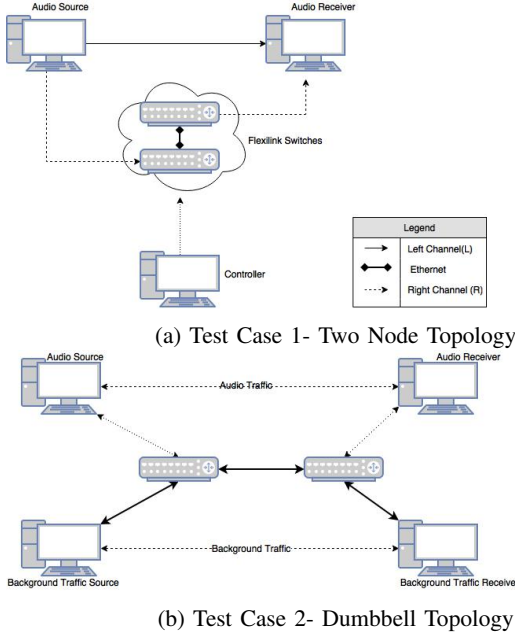 Audio Source
Audio Receiver
Flexilink Switches
Controller
Legend
Left Channel(L)
Ethernet
Right Channel (R)
(a) Test Case 1- Two Node Topology
Audio Source
Audio Receiver
Audio Traffic
Background Traffic
Background Traffic Source
Background Traffic Receive
(b) Test Case 2- Dumbbell Topology